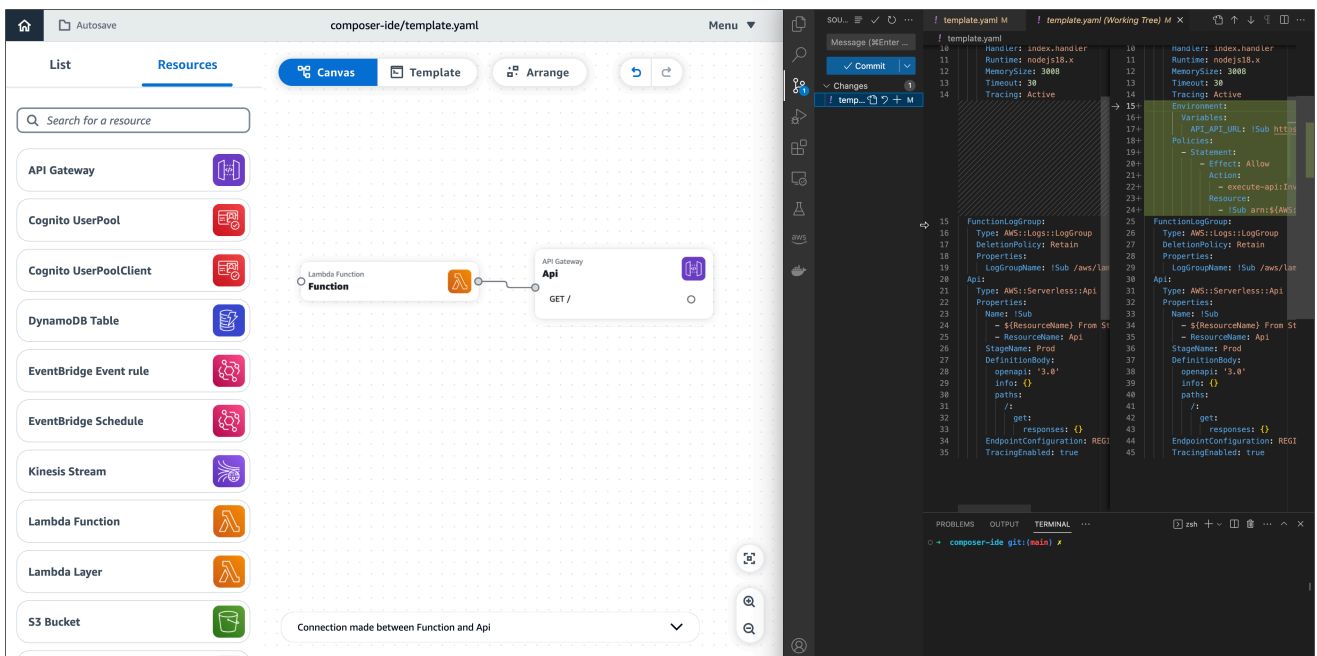 Autosave
composer-ide/template.yaml
Menu
List
Resources
Canvas
Template
Arrange
Search for a resource
API Gateway
Cognito UserPool
Cognito UserPoolClient
DynamoDB Table
EventBridge Event rule
EventBridge Schedule
Kinesis Stream
Lambda Function
Lambda Layer
S3 Bucket
Lambda Function
Function
API Gateway
Api
GET /
Connection made between Function and Api
SOU...
Message (⌘Enter ...
Commit
Changes 1
! temp... M
1
aws
! template.yaml M
! template.yaml (Working Tree) M
! template.yaml
10 Handler: index.handler
11 Runtime: nodejs18.x
12 MemorySize: 3008
13 Timeout: 30
14 Tracing: Active
15 FunctionLogGroup:
16 Type: AWS::Logs::LogGroup
17 DeletionPolicy: Retain
18 Properties:
19 LogGroupName: !Sub /aws/lam
20 Api:
21 Type: AWS::Serverless::Api
22 Properties:
23 Name: !Sub
24 - ${ResourceName} From St
25 - ResourceName: Api
26 StageName: Prod
27 DefinitionBody:
28 openapi: '3.0'
29 info: {}
30 paths:
31 /:
32 get:
33 responses: {}
34 EndpointConfiguration: REGI
35 TracingEnabled: true
10 Handler: index.handler
11 Runtime: nodejs18.x
12 MemorySize: 3008
13 Timeout: 30
14 Tracing: Active
15+ Environment:
16+ Variables:
17+ API_API_URL: !Sub https
18+ Policies:
19+ - Statement:
20+ - Effect: Allow
21+ Action:
22+ - execute-api:Inv
23+ Resource:
24+ - !Sub arn:${AWS:
25 FunctionLogGroup:
26 Type: AWS::Logs::LogGroup
27 DeletionPolicy: Retain
28 Properties:
29 LogGroupName: !Sub /aws/lam
30 Api:
31 Type: AWS::Serverless::Api
32 Properties:
33 Name: !Sub
34 - ${ResourceName} From St
35 - ResourceName: Api
36 StageName: Prod
37 DefinitionBody:
38 openapi: '3.0'
39 info: {}
40 paths:
41 /:
42 get:
43 responses: {}
44 EndpointConfiguration: REGI
45 TracingEnabled: true
PROBLEMS OUTPUT TERMINAL ...
zsh
composer-ide git:(main) ✗